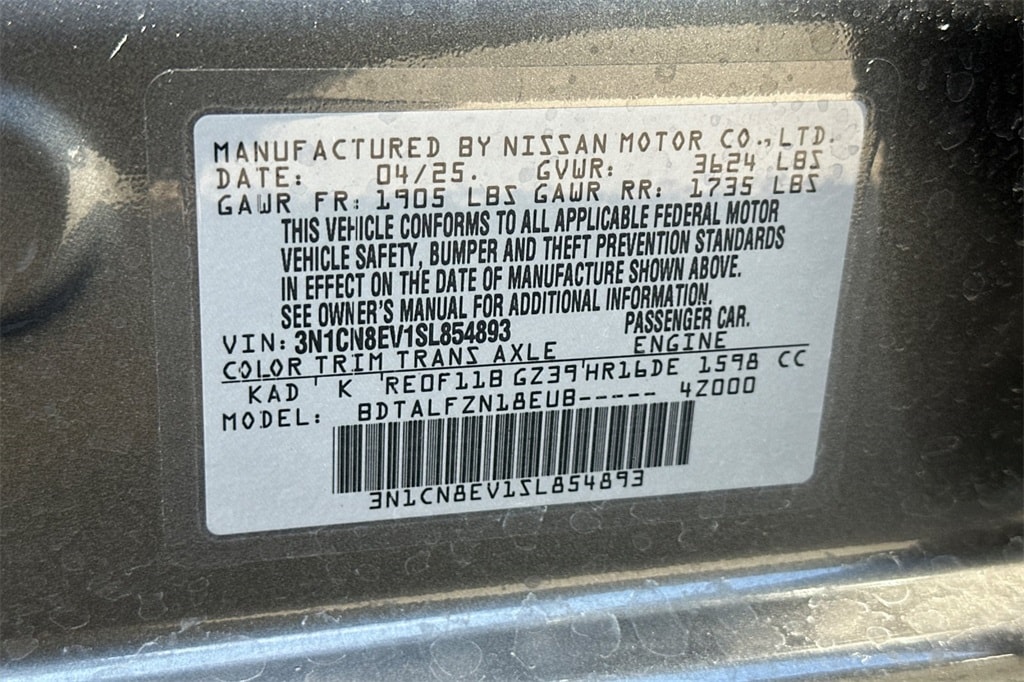 MANUFACTURED BY NISSAN MOTOR CO.,LTD.
DATE: 04/25. GVWR: 3624 LBS
GAWR FR: 1905 LBS GAWR RR: 1735 LBS
THIS VEHICLE CONFORMS TO ALL APPLICABLE FEDERAL MOTOR
VEHICLE SAFETY, BUMPER AND THEFT PREVENTION STANDARDS
IN EFFECT ON THE DATE OF MANUFACTURE SHOWN ABOVE.
SEE OWNER'S MANUAL FOR ADDITIONAL INFORMATION.
VIN: 3N1CN8EV1SL854893 PASSENGER CAR.
COLOR TRIM TRANS AXLE ENGINE
KAD ' K 'RE0F11B GZ39'HR16DE 1598 CC
MODEL: BDTALFZN18EUB----- 4Z000
3N1CN8EV1SL854893